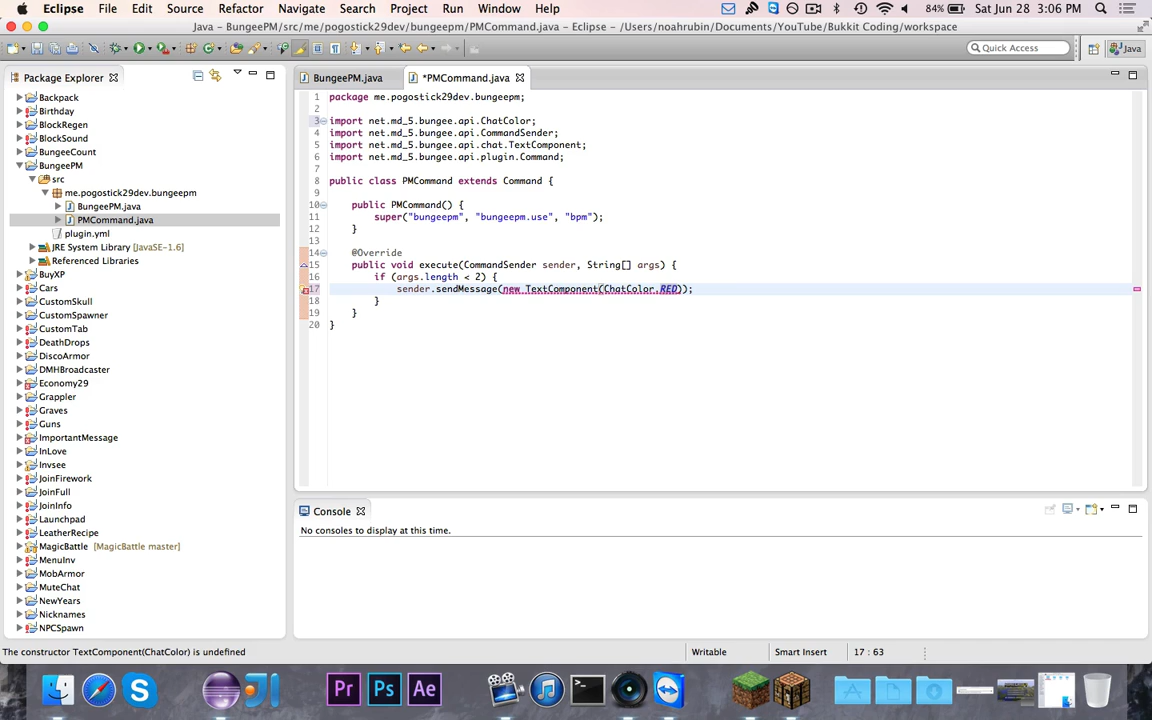 Eclipse File Edit Source Refactor Navigate Search Project Run Window Help 84% Sat Jun 28 3:06 PM
Java – BungeePM/src/me/pogostick29dev/bungeepm/PMCommand.java – Eclipse – /Users/noahrubin/Documents/YouTube/Bukkit Coding/workspace
Quick Access Java
Package Explorer
Backpack
Birthday
BlockRegen
BlockSound
BungeeCount
BungeePM
src
me.pogostick29dev.bungeepm
BungeePM.java
PMCommand.java
plugin.yml
JRE System Library [JavaSE-1.6]
Referenced Libraries
BuyXP
Cars
CustomSkull
CustomSpawner
CustomTab
DeathDrops
DiscoArmor
DMHBackpack
Economy29
Grappler
Graves
Guns
ImportantMessage
InLove
Invsee
JoinFirework
JoinFull
JoinInfo
Launchpad
LeatherRecipe
MagicBattle [MagicBattle master]
MenuInv
MobArmor
MuteChat
NewYears
Nicknames
NPCSpawn
BungeePM.java *PMCommand.java
1 package me.pogostick29dev.bungeepm;
2
3 import net.md_5.bungee.api.ChatColor;
4 import net.md_5.bungee.api.CommandSender;
5 import net.md_5.bungee.api.chat.TextComponent;
6 import net.md_5.bungee.api.plugin.Command;
7
8 public class PMCommand extends Command {
9
10 public PMCommand() {
11 super("bungeepm", "bungeepm.use", "bpm");
12 }
13
14 @Override
15 public void execute(CommandSender sender, String[] args) {
16 if (args.length < 2) {
17 sender.sendMessage(new TextComponent(ChatColor.RED));
18 }
19 }
20 }
Console
No consoles to display at this time.
The constructor TextComponent(ChatColor) is undefined Writable Smart Insert 17 : 63
Pr Ps Ae